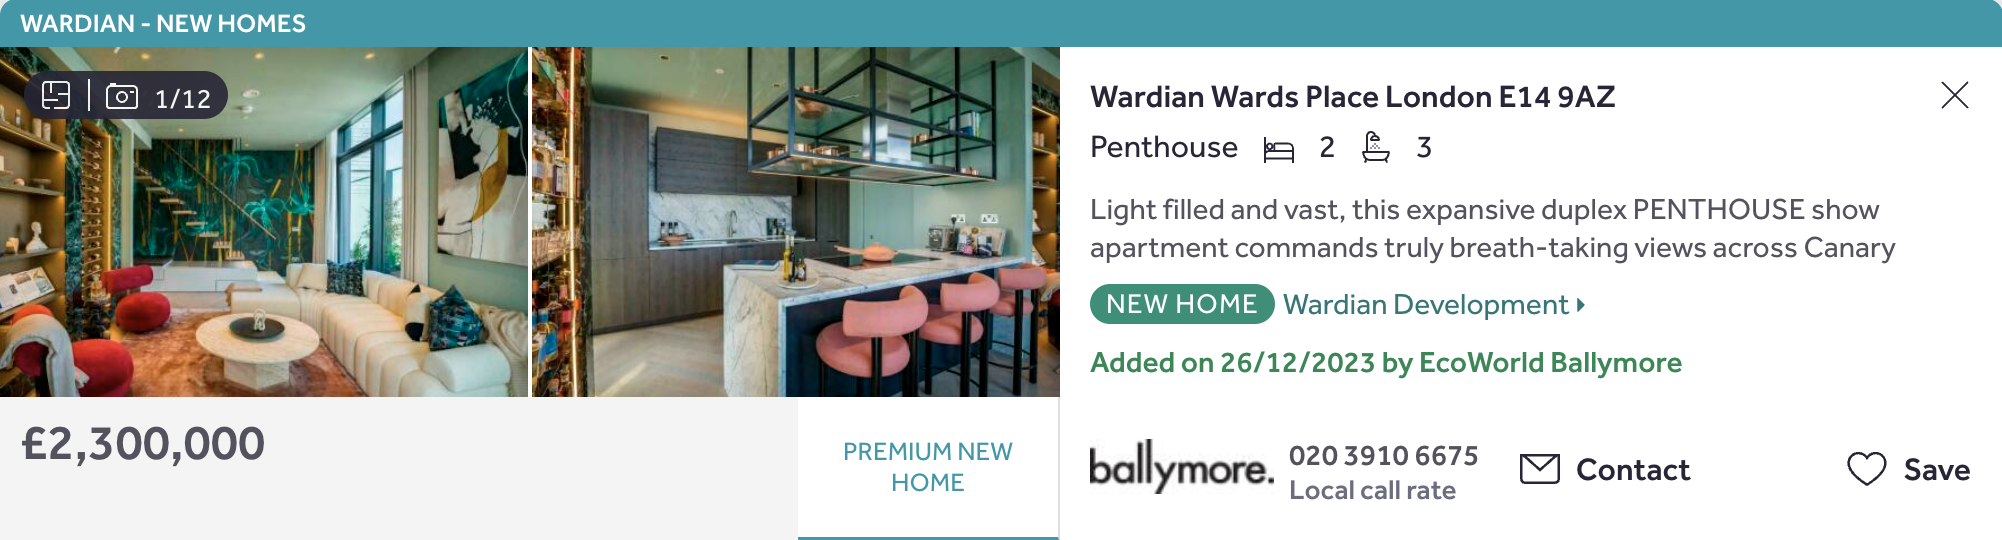 WARDIAN - NEW HOMES
1/12
£2,300,000
PREMIUM NEW
HOME
Wardian Wards Place London E14 9AZ
Penthouse 2 3
Light filled and vast, this expansive duplex PENTHOUSE show
apartment commands truly breath-taking views across Canary
NEW HOME Wardian Development
Added on 26/12/2023 by EcoWorld Ballymore
ballymore.
020 3910 6675
Local call rate
Contact
Save